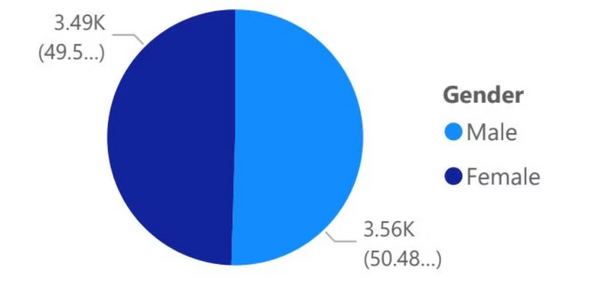 3.49K
(49.5...)
Gender
Male
Female
3.56K
(50.48...)